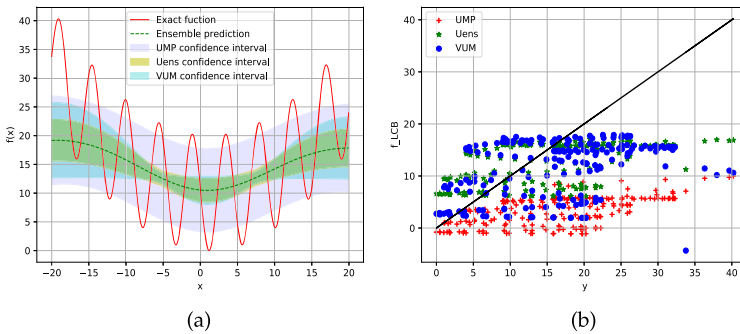 Exact fuction
Ensemble prediction
UMP confidence interval
Uens confidence interval
VUM confidence interval
40
35
30
25
20
15
10
5
0
f(x)
−20
−15
−10
−5
0
5
10
15
20
x
(a)
UMP
Uens
VUM
40
30
20
10
0
f_LCB
0
5
10
15
20
25
30
35
40
y
(b)